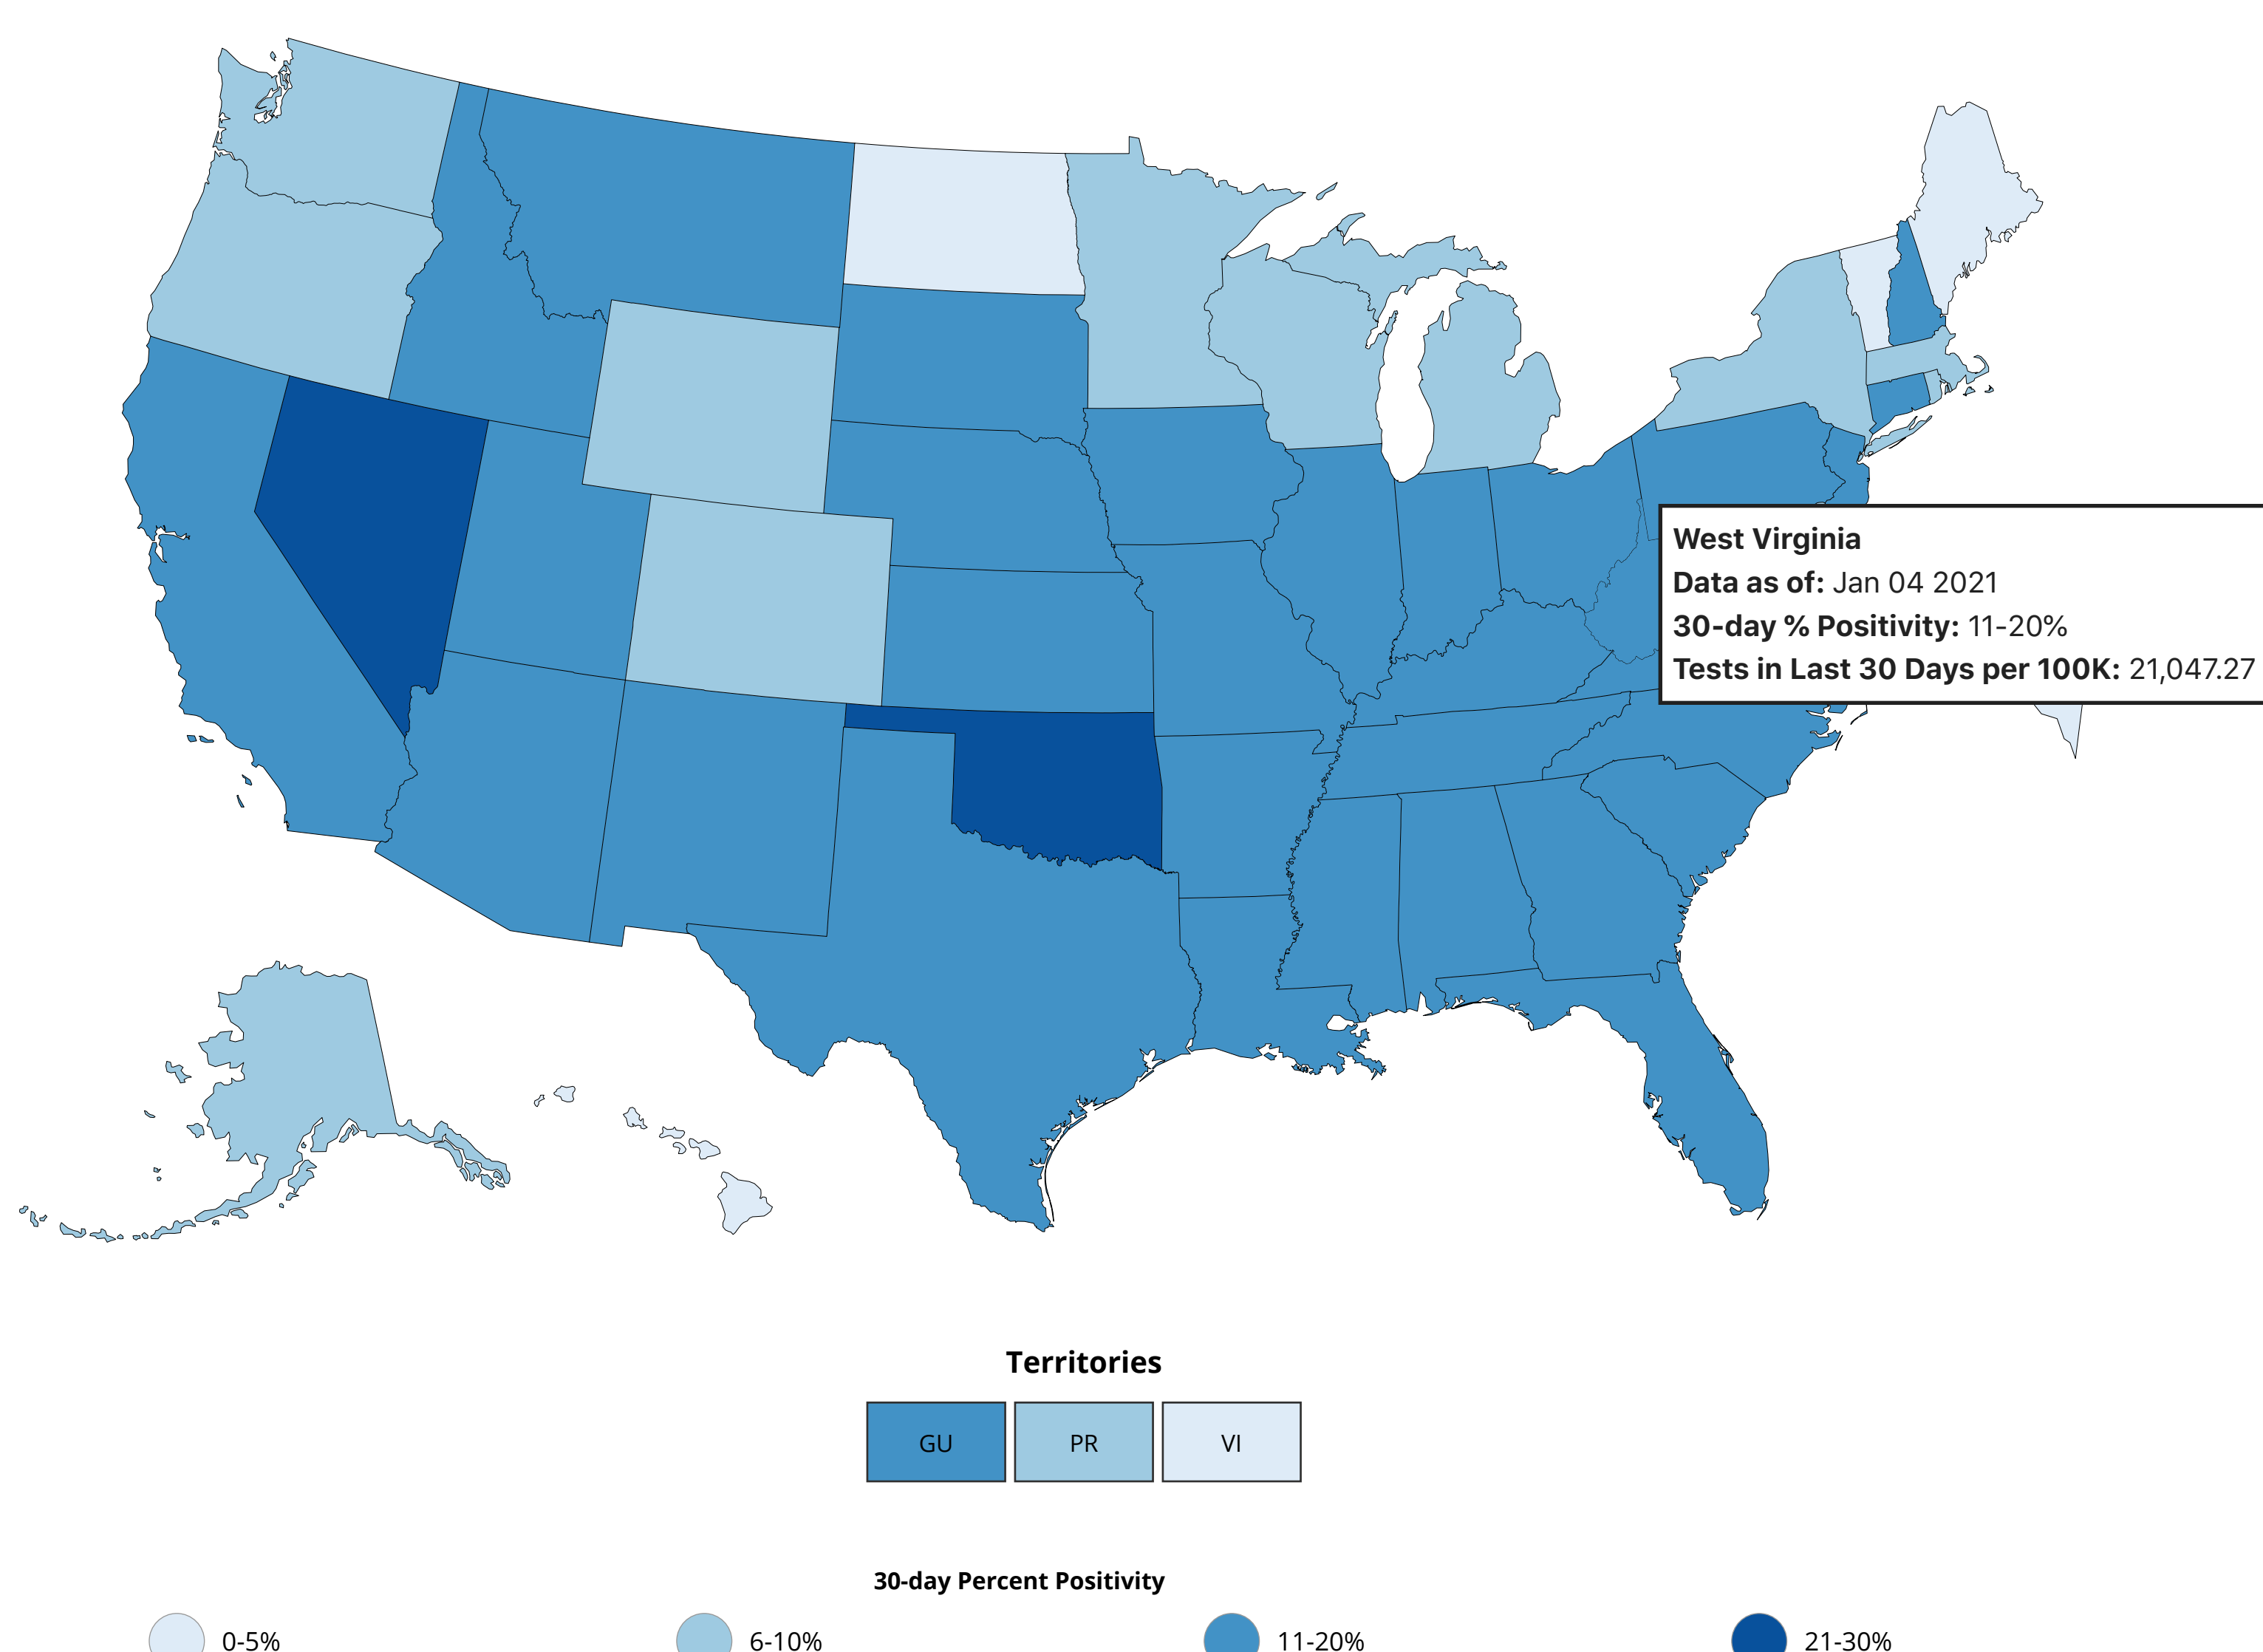 West Virginia
Data as of: Jan 04 2021
30-day % Positivity: 11-20%
Tests in Last 30 Days per 100K: 21,047.27
Territories
GU PR VI
30-day Percent Positivity
0-5% 6-10% 11-20% 21-30%